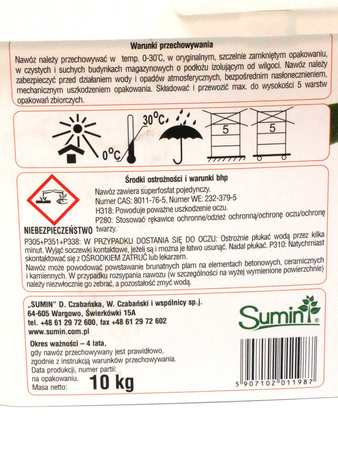 Warunki przechowywania
Nawóz należy przechowywać w temp. 0-30°C, w oryginalnym, szczelnie zamkniętym opakowaniu,
w czystych i suchych budynkach magazynowych o podłożu izolującym od wilgoci. Nawóz należy
zabezpieczyć przed działaniem wody i opadów atmosferycznych, bezpośrednim nasłonecznieniem,
mechanicznym uszkodzeniem opakowania. Składować i przewozić max. do wysokości 5 warstw
opakowań zbiorczych.
0°C
30°C
5
5
Środki ostrożności i warunki bhp
Nawóz zawiera superfosfat pojedynczy.
Numer CAS: 8011-76-5, Numer WE: 232-379-5
H318: Powoduje poważne uszkodzenie oczu.
P280: Stosować rękawice ochronne/odzież ochronną/ochronę oczu/ochronę
NIEBEZPIECZEŃSTWO twarzy.
P305+P351+P338: W PRZYPADKU DOSTANIA SIĘ DO OCZU: Ostrożnie płukać wodą przez kilka
minut. Wyjąć soczewki kontaktowe, jeżeli są i można je łatwo usunąć. Nadal płukać. P310: Natychmiast
skontaktować się z OŚRODKIEM ZATRUĆ lub lekarzem.
Nawóz może powodować powstawanie brunatnych plam na elementach betonowych, ceramicznych
i kamiennych. W przypadku rozsypania nawozu (w szczególności na wyżej wymienione powierzchnie)
należy niezwłocznie go zebrać, a pozostałość zmyć wodą.
„SUMIN" D. Czabańska, W. Czabański i wspólnicy sp.j.
64-605 Wargowo, Świerkówki 15A
tel. +48 61 29 72 600, fax +48 61 29 72 602
www.sumin.com.pl
Sumin®
Okres ważności – 4 lata,
gdy nawóz przechowywany jest prawidłowo,
zgodnie z instrukcją warunków przechowywania.
Data produkcji, numer partii:
na opakowaniu.
Masa netto: 10 kg
5 907102 011987